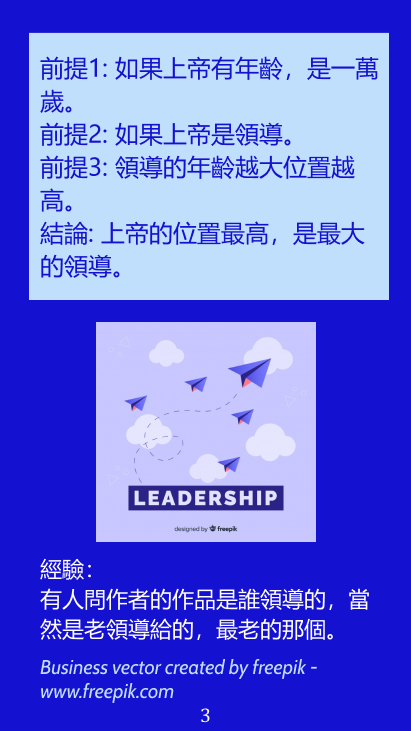 前提1: 如果上帝有年齡，是一萬
歲。
前提2: 如果上帝是領導。
前提3: 領導的年齡越大位置越
高。
結論: 上帝的位置最高，是最大
的領導。
LEADERSHIP
designed by freepik
經驗：
有人問作者的作品是誰領導的，當
然是老領導給的，最老的那個。
Business vector created by freepik -
www.freepik.com
3